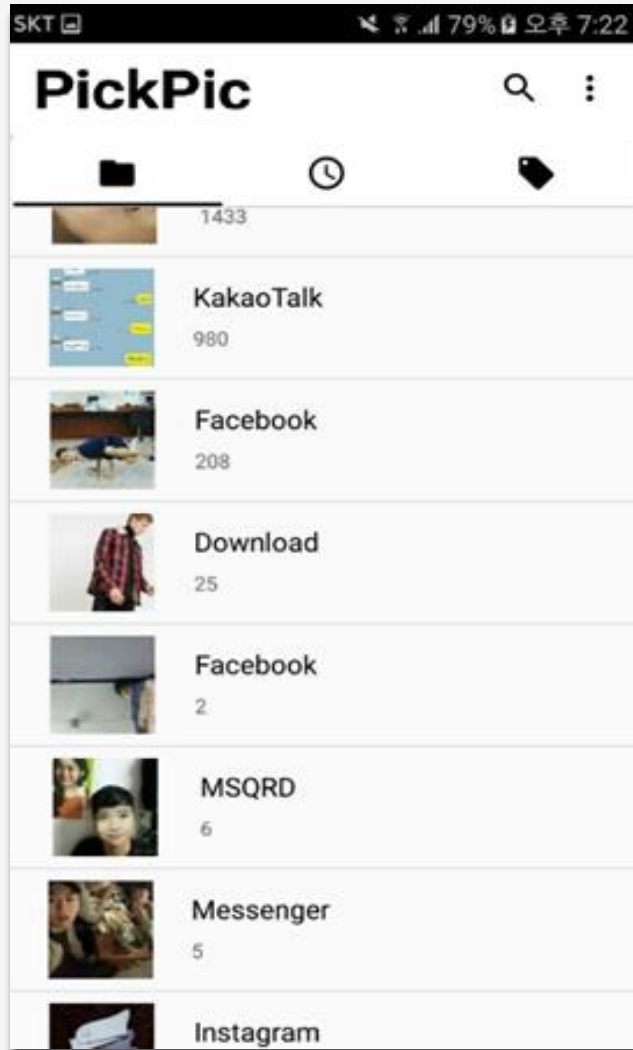 SKT 79% 오후 7:22
PickPic
1433
KakaoTalk
980
Facebook
208
Download
25
Facebook
2
MSQRD
6
Messenger
5
Instagram